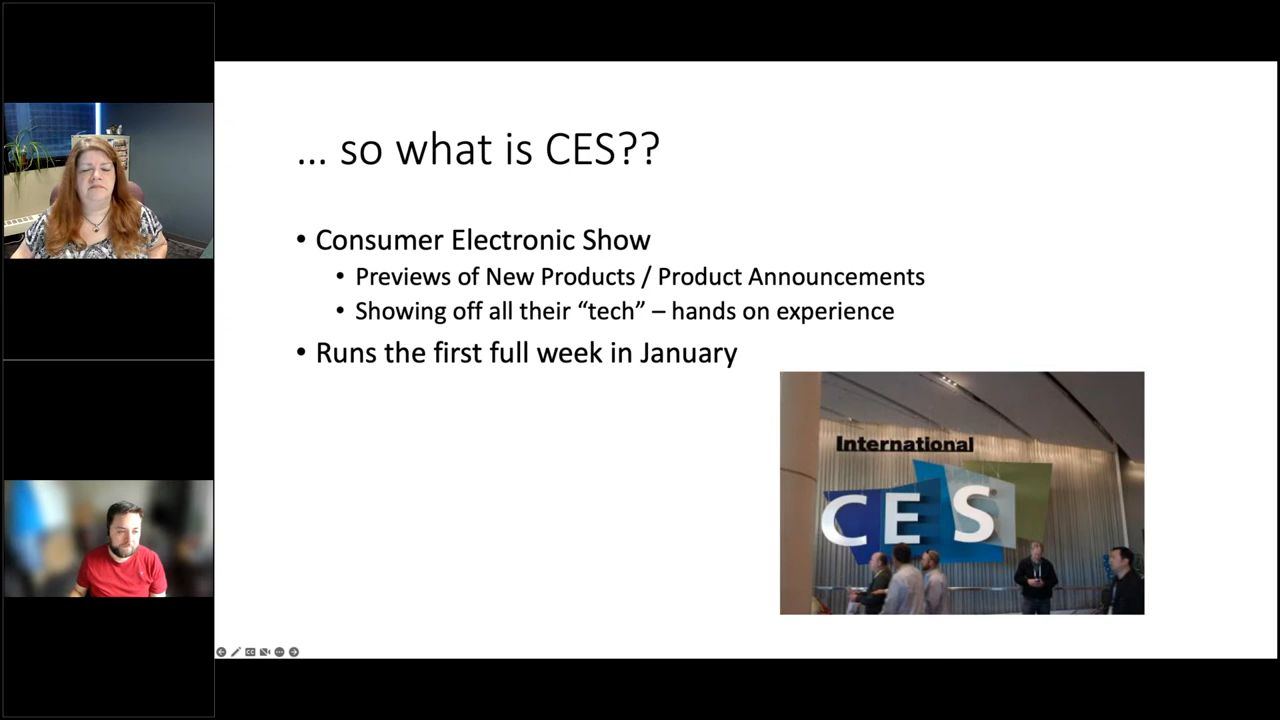 ... so what is CES??
• Consumer Electronic Show
• Previews of New Products / Product Announcements
• Showing off all their “tech” – hands on experience
• Runs the first full week in January
International
CES